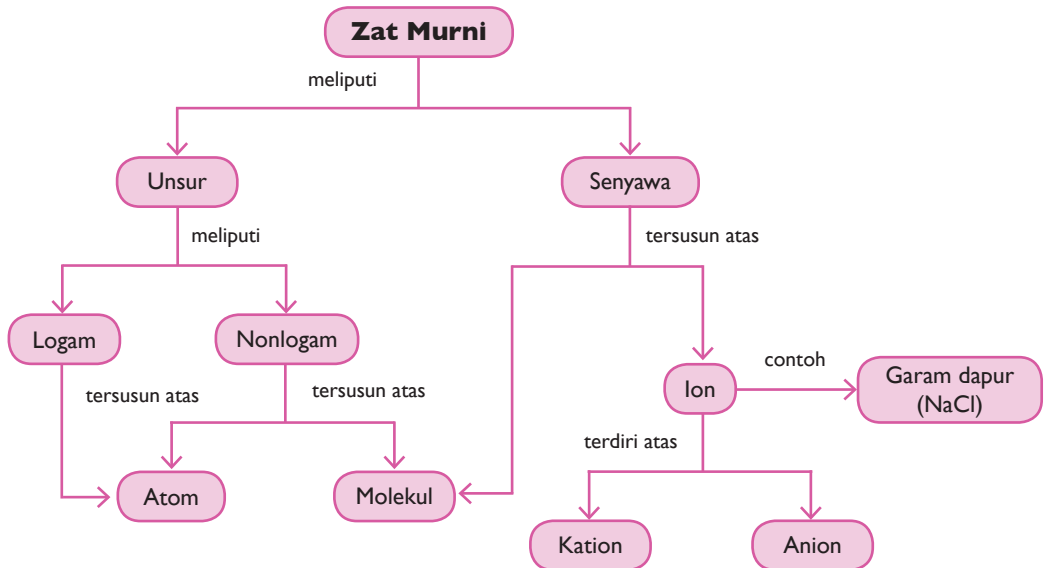 Zat Murni
meliputi
Unsur
Senyawa
meliputi
tersusun atas
Logam
Nonlogam
tersusun atas
tersusun atas
Ion
contoh
Garam dapur
(NaCl)
terdiri atas
Atom
Molekul
Kation
Anion